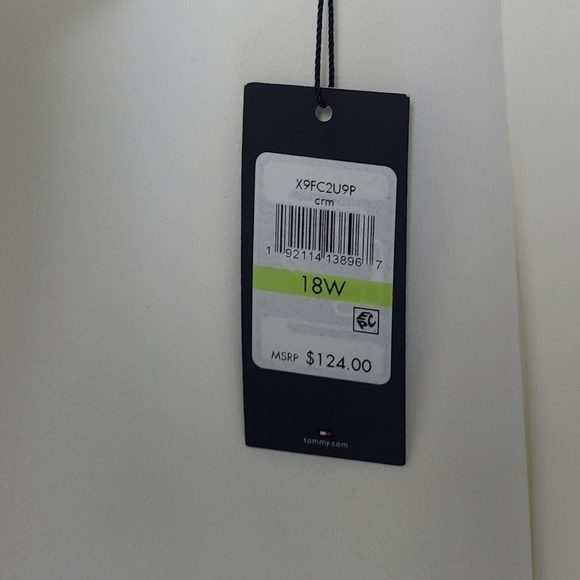 X9FC2U9P
crm
1 92114 13896 7
18W
MSRP $124.00
tommy.com